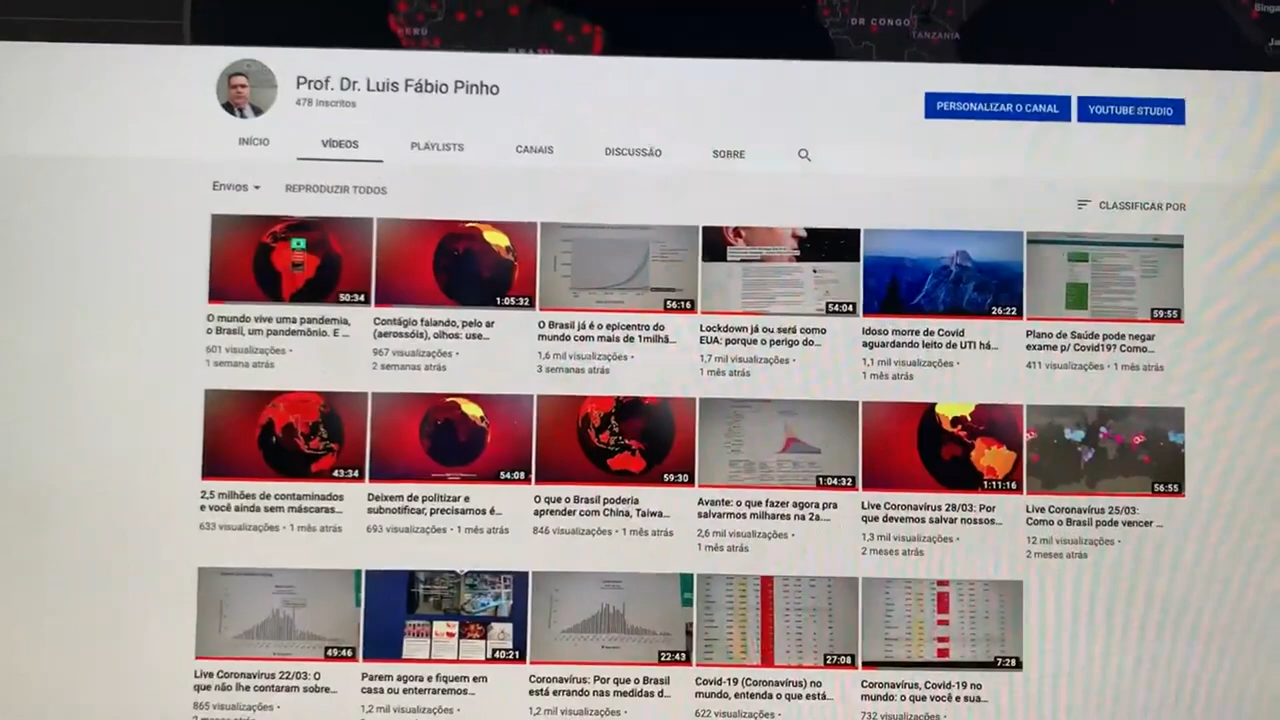 PERU
BRAZIL
DR CONGO
TANZANIA
Prof. Dr. Luis Fábio Pinho
478 inscritos
PERSONALIZAR O CANAL
YOUTUBE STUDIO
INÍCIO
VÍDEOS
PLAYLISTS
CANAIS
DISCUSSÃO
SOBRE
Envios
REPRODUZIR TODOS
CLASSIFICAR POR
50:34
1:05:32
56:16
54:04
26:22
59:55
O mundo vive uma pandemia,
o Brasil, um pandemônio. E ...
601 visualizações •
1 semana atrás
Contágio falando, pelo ar
(aerossóis), olhos: use...
967 visualizações •
2 semanas atrás
O Brasil já é o epicentro do
mundo com mais de 1milhã...
1,6 mil visualizações •
3 semanas atrás
Lockdown já ou será como
EUA: porque o perigo do...
1,7 mil visualizações •
1 mês atrás
Idoso morre de Covid
aguardando leito de UTI há...
1,1 mil visualizações •
1 mês atrás
Plano de Saúde pode negar
exame p/ Covid19? Como...
411 visualizações • 1 mês atrás
43:34
54:08
59:30
1:04:32
1:11:16
56:55
2,5 milhões de contaminados
e você ainda sem máscaras...
633 visualizações • 1 mês atrás
Deixem de politizar e
subnotificar, precisamos é...
693 visualizações • 1 mês atrás
O que o Brasil poderia
aprender com China, Taiwa...
846 visualizações • 1 mês atrás
Avante: o que fazer agora pra
salvarmos milhares na 2a....
2,6 mil visualizações •
1 mês atrás
Live Coronavírus 28/03: Por
que devemos salvar nossos...
1,3 mil visualizações •
2 meses atrás
Live Coronavírus 25/03:
Como o Brasil pode vencer ...
12 mil visualizações •
2 meses atrás
49:46
40:21
22:43
27:08
7:28
Live Coronavirus 22/03: O
que não lhe contaram sobre...
865 visualizações •
Parem agora e fiquem em
casa ou enterraremos...
1,2 mil visualizações •
Coronavírus: Por que o Brasil
está errando nas medidas d...
1,2 mil visualizações •
Covid-19 (Coronavírus) no
mundo, entenda o que está...
622 visualizações •
Coronavírus, Covid-19 no
mundo: o que você e sua...
732 visualizações •